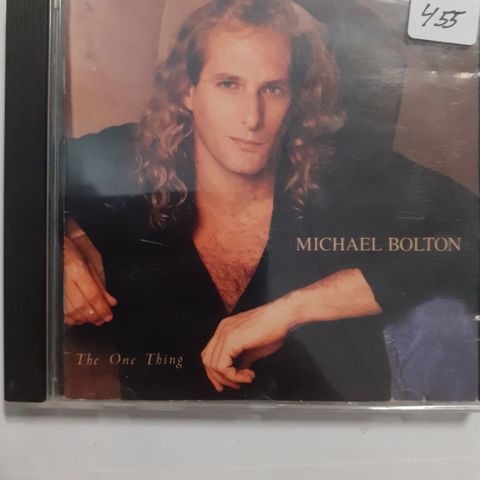 455
MICHAEL BOLTON
The One Thing